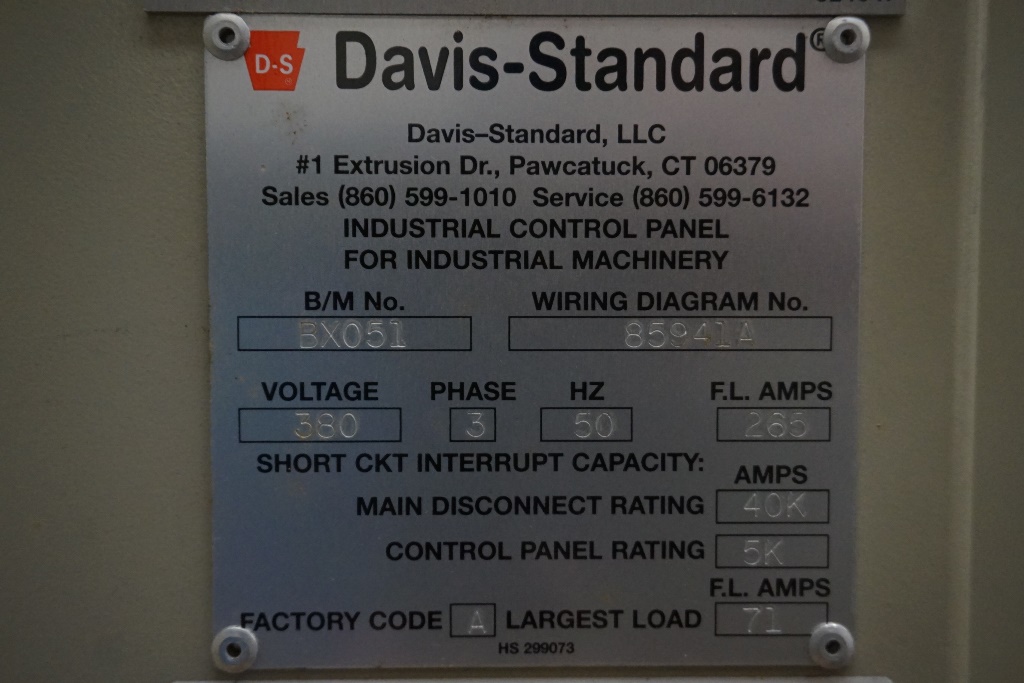 D-S Davis-Standard®
Davis–Standard, LLC
#1 Extrusion Dr., Pawcatuck, CT 06379
Sales (860) 599-1010 Service (860) 599-6132
INDUSTRIAL CONTROL PANEL
FOR INDUSTRIAL MACHINERY
B/M No. WIRING DIAGRAM No.
BX051 85941A
VOLTAGE PHASE HZ F.L. AMPS
380 3 50 265
SHORT CKT INTERRUPT CAPACITY: AMPS
MAIN DISCONNECT RATING 40K
CONTROL PANEL RATING 5K
F.L. AMPS
FACTORY CODE A LARGEST LOAD 71
HS 299073